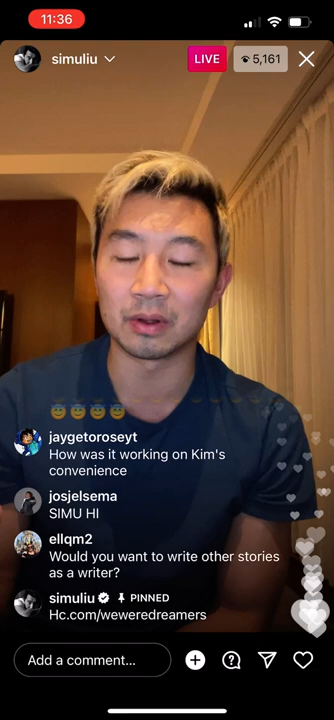 11:36
simuliu
LIVE
5,161
jaygetoroseyt
How was it working on Kim's
convenience
josjelsema
SIMU HI
ellqm2
Would you want to write other stories
as a writer?
simuliu PINNED
Hc.com/weweredreamers
Add a comment...